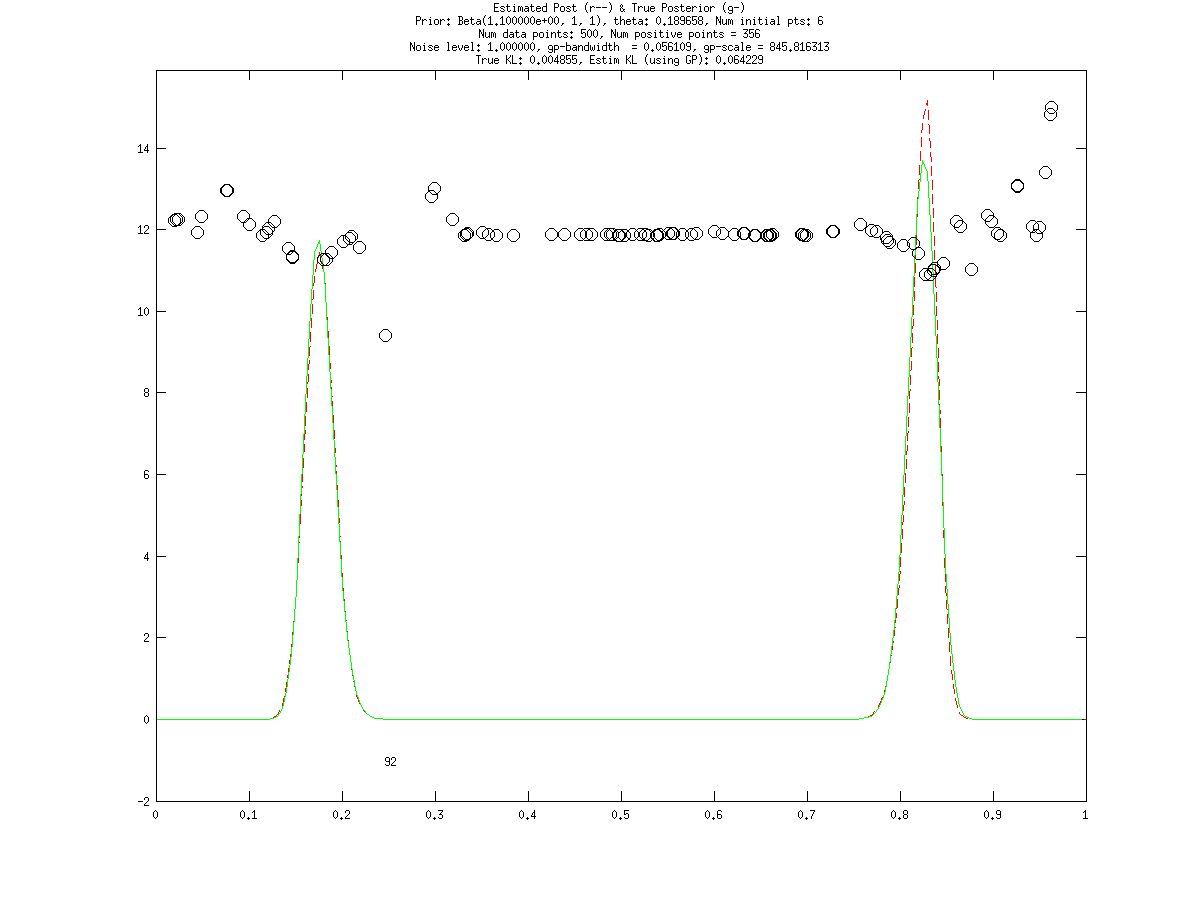 Estimated Post (r--) & True Posterior (g-)
Prior: Beta(1.100000e+00, 1, 1), theta: 0.189658, Num initial pts: 6
Num data points: 500, Num positive points = 356
Noise level: 1.000000, gp-bandwidth  = 0.056109, gp-scale = 845.816313
True KL: 0.004855, Estim KL (using GP): 0.064229
14
12
10
8
6
4
2
0
92
-2
0 0.1 0.2 0.3 0.4 0.5 0.6 0.7 0.8 0.9 1